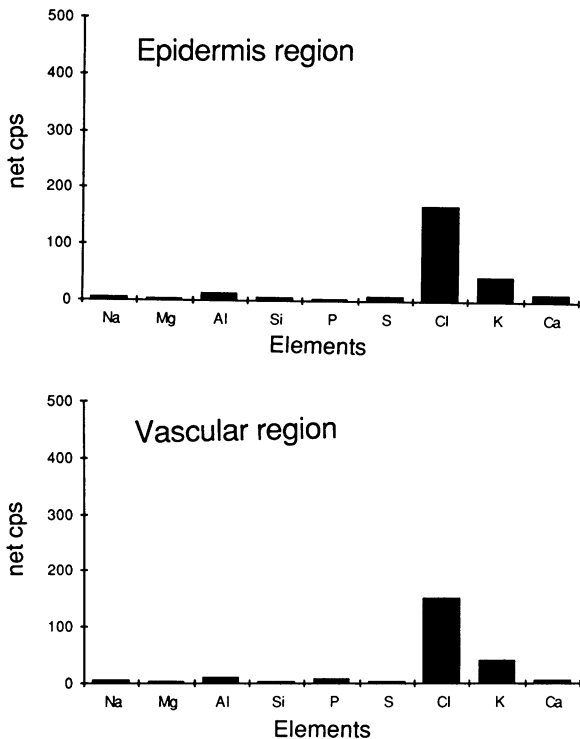 500
Epidermis region
400
300
net cps
200
100
0
Na Mg Al Si P S Cl K Ca
Elements
500
Vascular region
400
300
net cps
200
100
0
Na Mg Al Si P S Cl K Ca
Elements